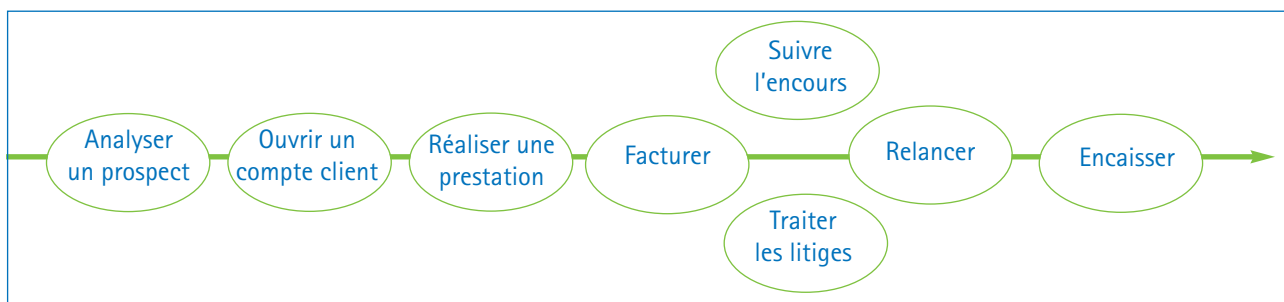 Analyser
un prospect
Ouvrir un
compte client
Réaliser une
prestation
Facturer
Suivre
l'encours
Traiter
les litiges
Relancer
Encaisser